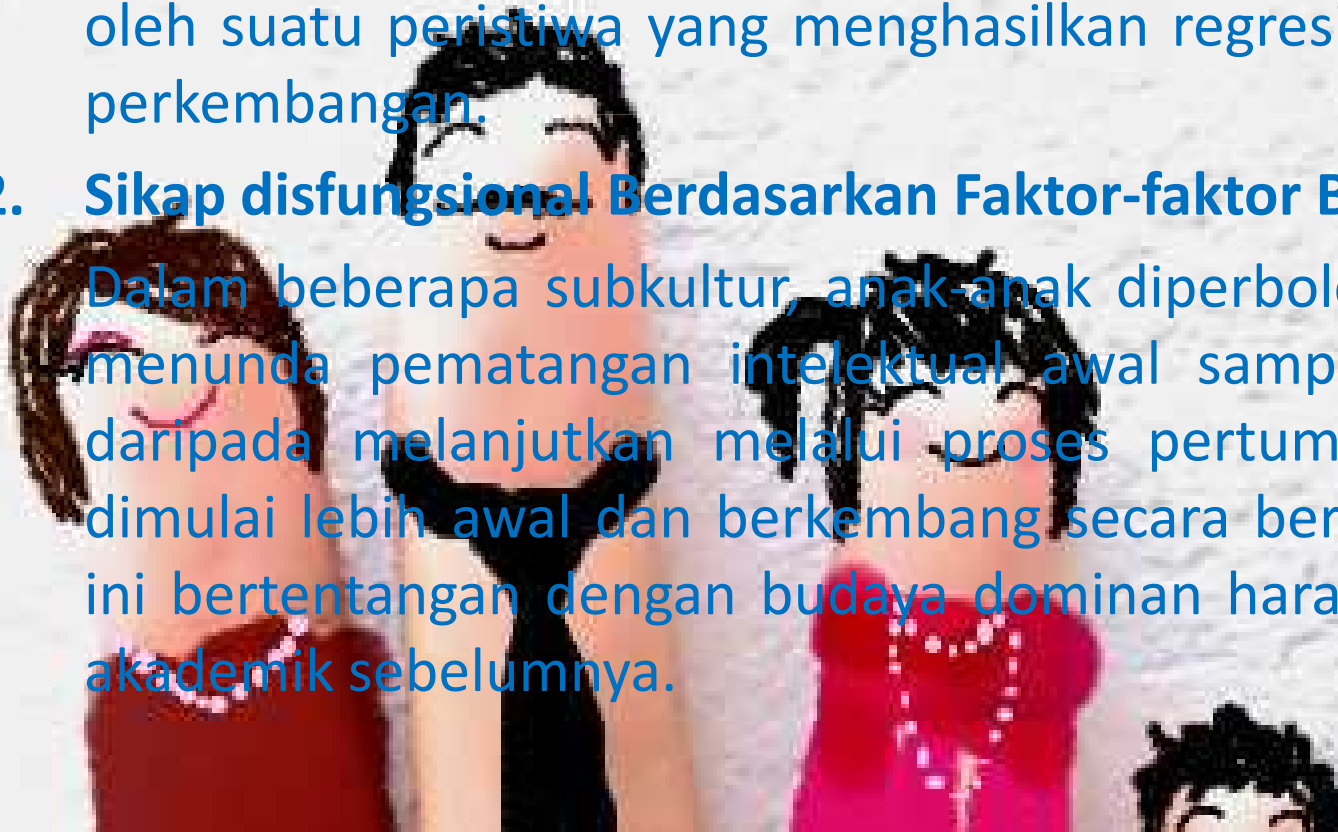 oleh suatu peristiwa yang menghasilkan regresi
perkembangan.
2. Sikap disfungsional Berdasarkan Faktor-faktor B
Dalam beberapa subkultur, anak-anak diperbol
menunda pematangan intelektual awal samp
daripada melanjutkan melalui proses pertum
dimulai lebih awal dan berkembang secara ber
ini bertentangan dengan budaya dominan hara
akademik sebelumnya.